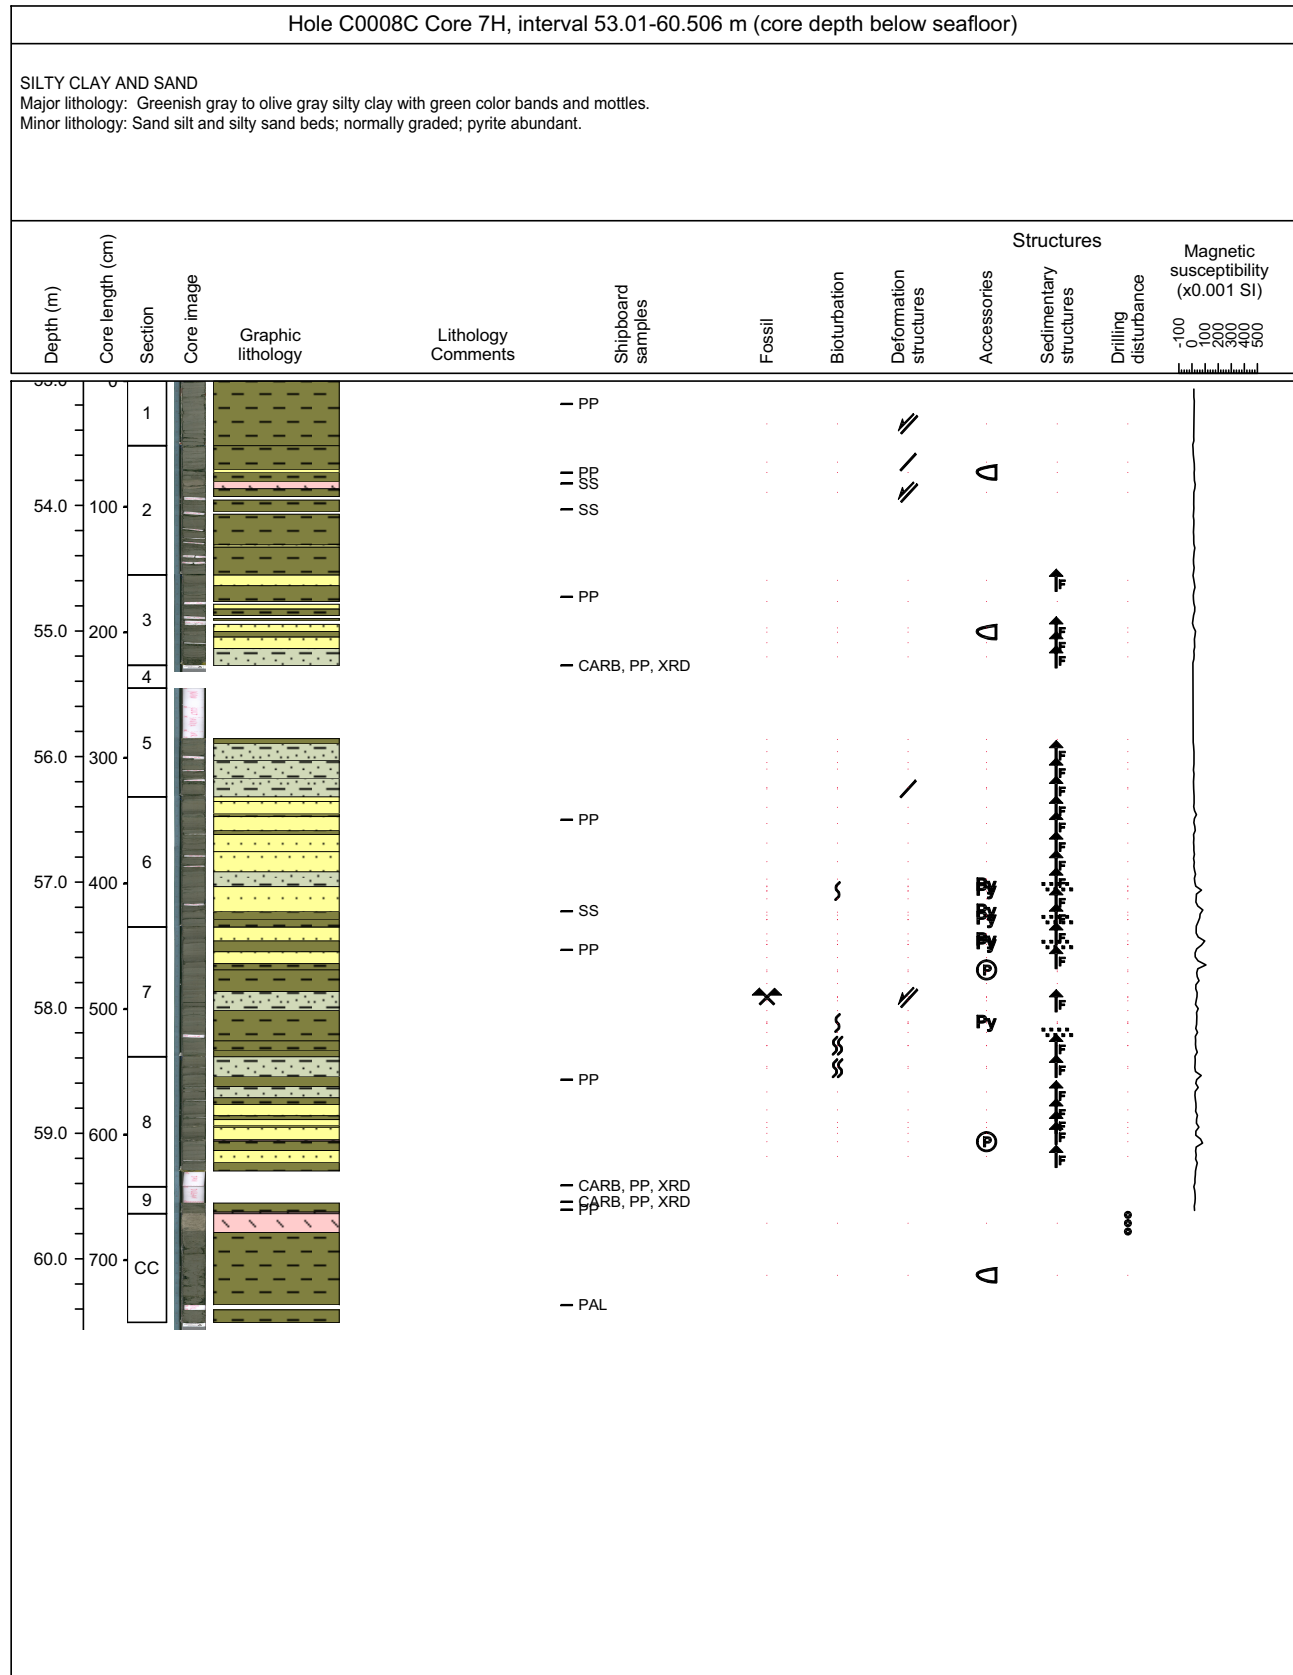 Hole C0008C Core 7H, interval 53.01-60.506 m (core depth below seafloor)
SILTY CLAY AND SAND
Major lithology: Greenish gray to olive gray silty clay with green color bands and mottles.
Minor lithology: Sand silt and silty sand beds; normally graded; pyrite abundant.
Structures
Depth (m)
Core length (cm)
Section
Core image
Graphic
lithology
Lithology
Comments
Shipboard
samples
Fossil
Bioturbation
Deformation
structures
Accessories
Sedimentary
structures
Drilling
disturbance
Magnetic
susceptibility
(x0.001 SI)
-100
0
100
200
300
400
500
53.0
0
1
PP
PP
SS
54.0
100
2
SS
F
PP
3
55.0
200
F
F
F
CARB, PP, XRD
4
5
56.0
300
F
F
F
F
PP
F
6
F
F
57.0
400
F
Py
Py
F
SS
Py
Py
F
F
Py
PP
F
7
P
58.0
500
F
Py
F
F
PP
8
F
F
F
59.0
600
F
P
F
CARB, PP, XRD
9
CARB, PP, XRD
PP
60.0
700
CC
PAL